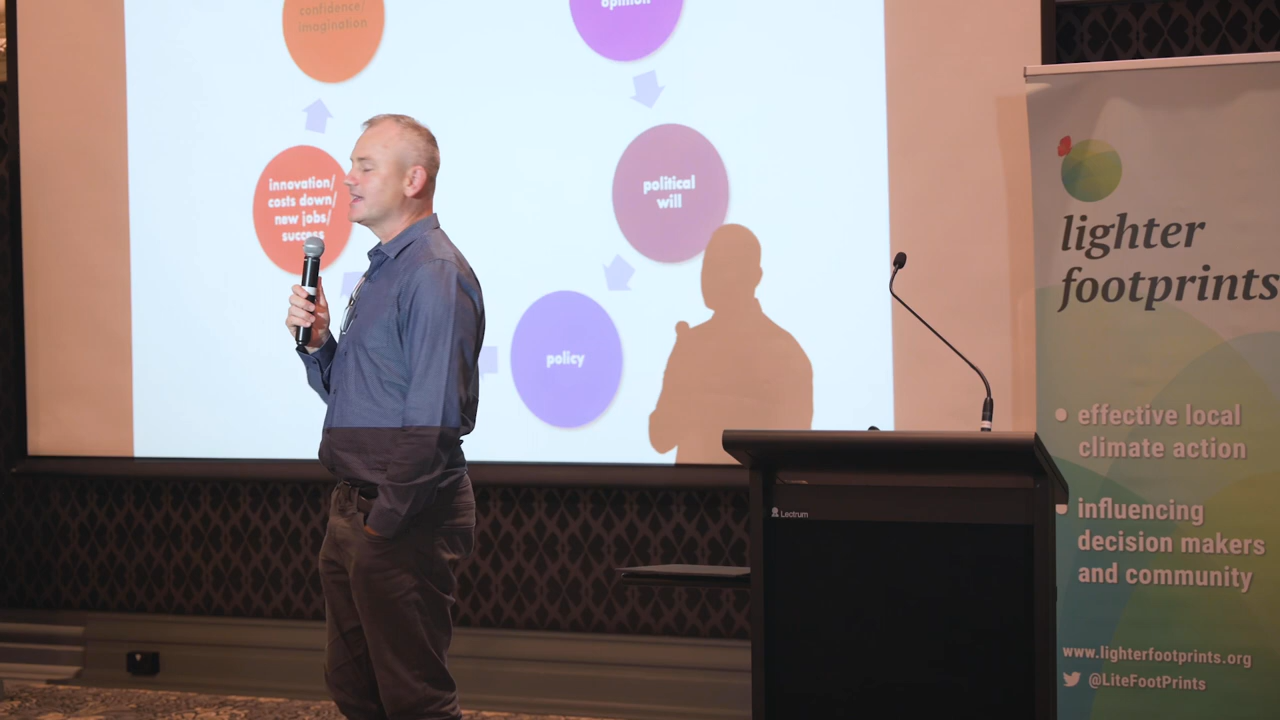 confidence/
imagination
opinion
innovation/
costs down/
new jobs/
success
political
will
policy
Lectrum
lighter
footprints
effective local
climate action
influencing
decision makers
and community
www.lighterfootprints.org
@LiteFootPrints